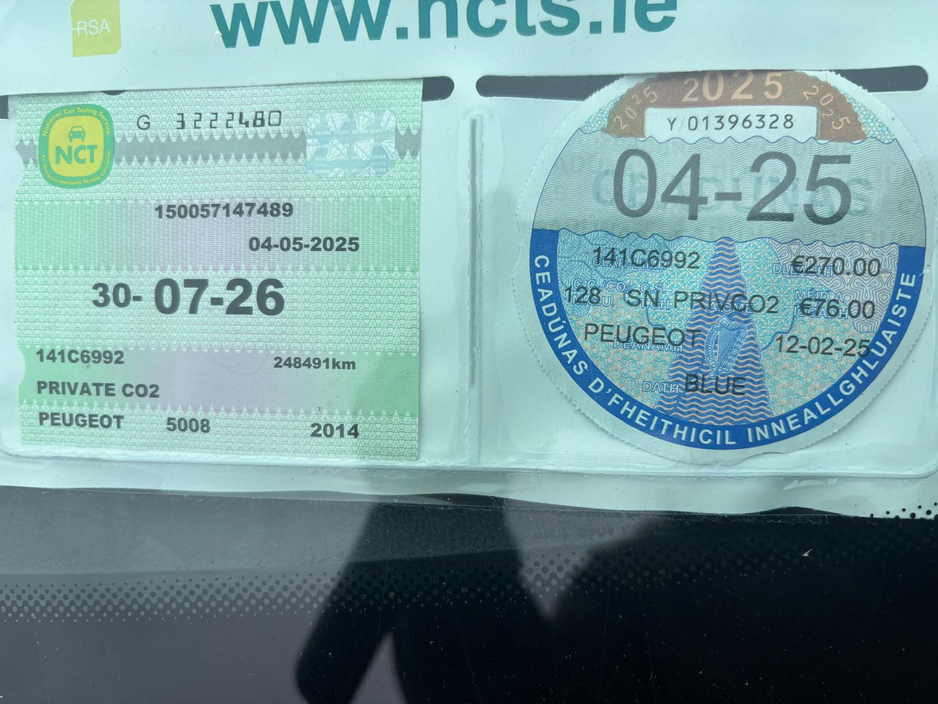 RSA
www.ncts.ie
G 3222480
NCT
150057147489
04-05-2025
30-07-26
141C6992
248491km
PRIVATE CO2
PEUGEOT 5008 2014
2025 2025 2025
Y/01396328
04-25
141C6992 €270.00
128 SN PRIVCO2 €76.00
PEUGEOT 12-02-25
BLUE
CEADÚNAS D'FHEITHICIL INNEALLGHLUAISTE